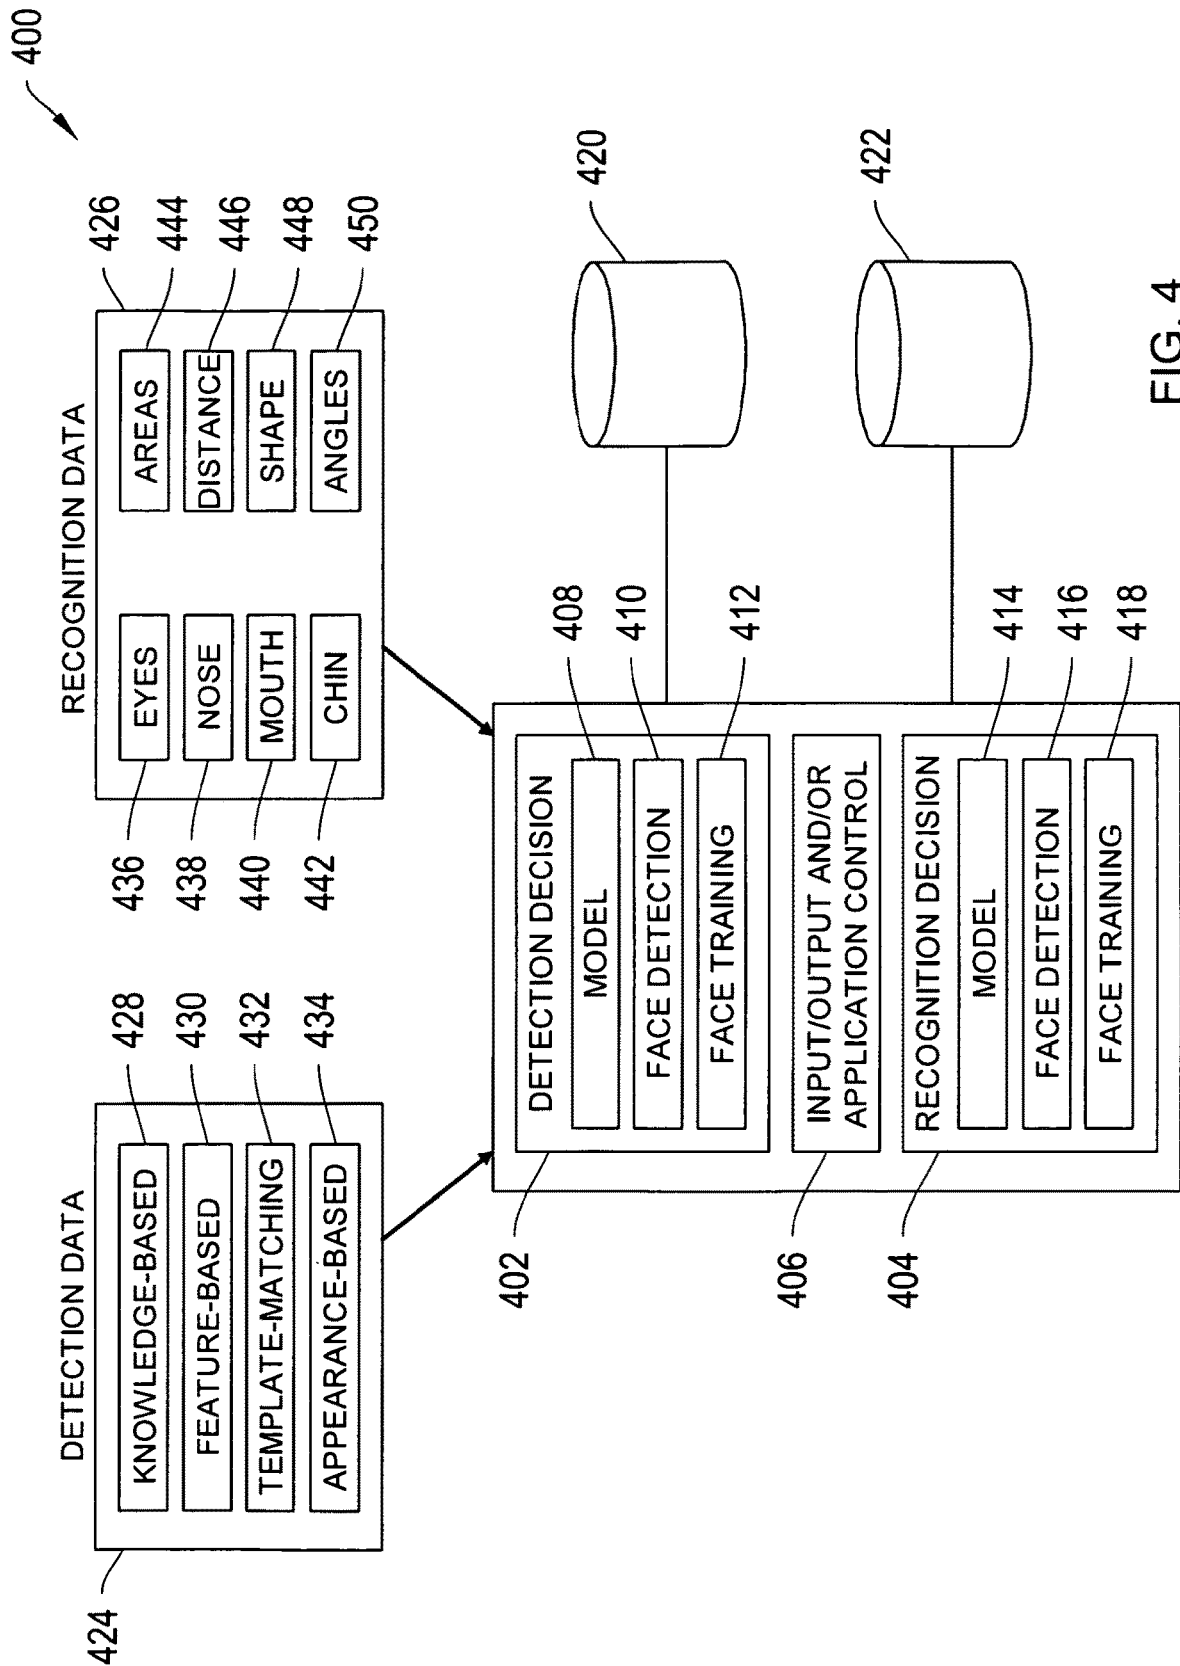 400
DETECTION DATA
424
KNOWLEDGE-BASED
428
FEATURE-BASED
430
TEMPLATE-MATCHING
432
APPEARANCE-BASED
434
RECOGNITION DATA
426
EYES
436
NOSE
438
MOUTH
440
CHIN
442
AREAS
444
DISTANCE
446
SHAPE
448
ANGLES
450
DETECTION DECISION
402
MODEL
408
FACE DETECTION
410
FACE TRAINING
412
INPUT/OUTPUT AND/OR
APPLICATION CONTROL
406
RECOGNITION DECISION
404
MODEL
414
FACE DETECTION
416
FACE TRAINING
418
420
422
FIG. 4